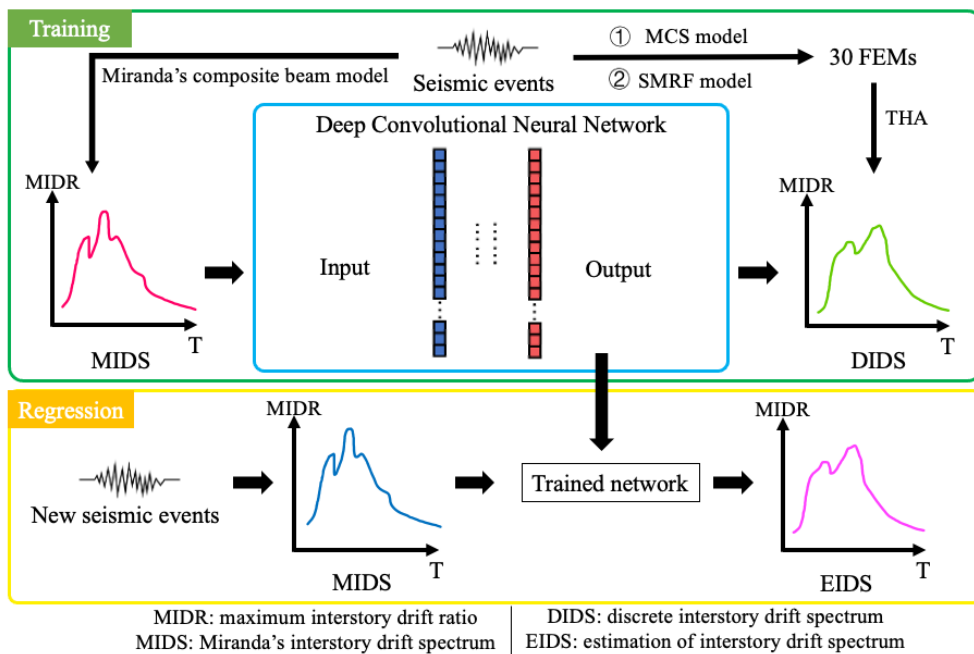 Training
① MCS model
Miranda's composite beam model
Seismic events
② SMRF model
30 FEMs
THA
Deep Convolutional Neural Network
MIDR
MIDR
Input
Output
T
T
MIDS
DIDS
Regression
MIDR
MIDR
New seismic events
Trained network
T
T
MIDS
EIDS
MIDR: maximum interstory drift ratio
MIDS: Miranda's interstory drift spectrum
DIDS: discrete interstory drift spectrum
EIDS: estimation of interstory drift spectrum